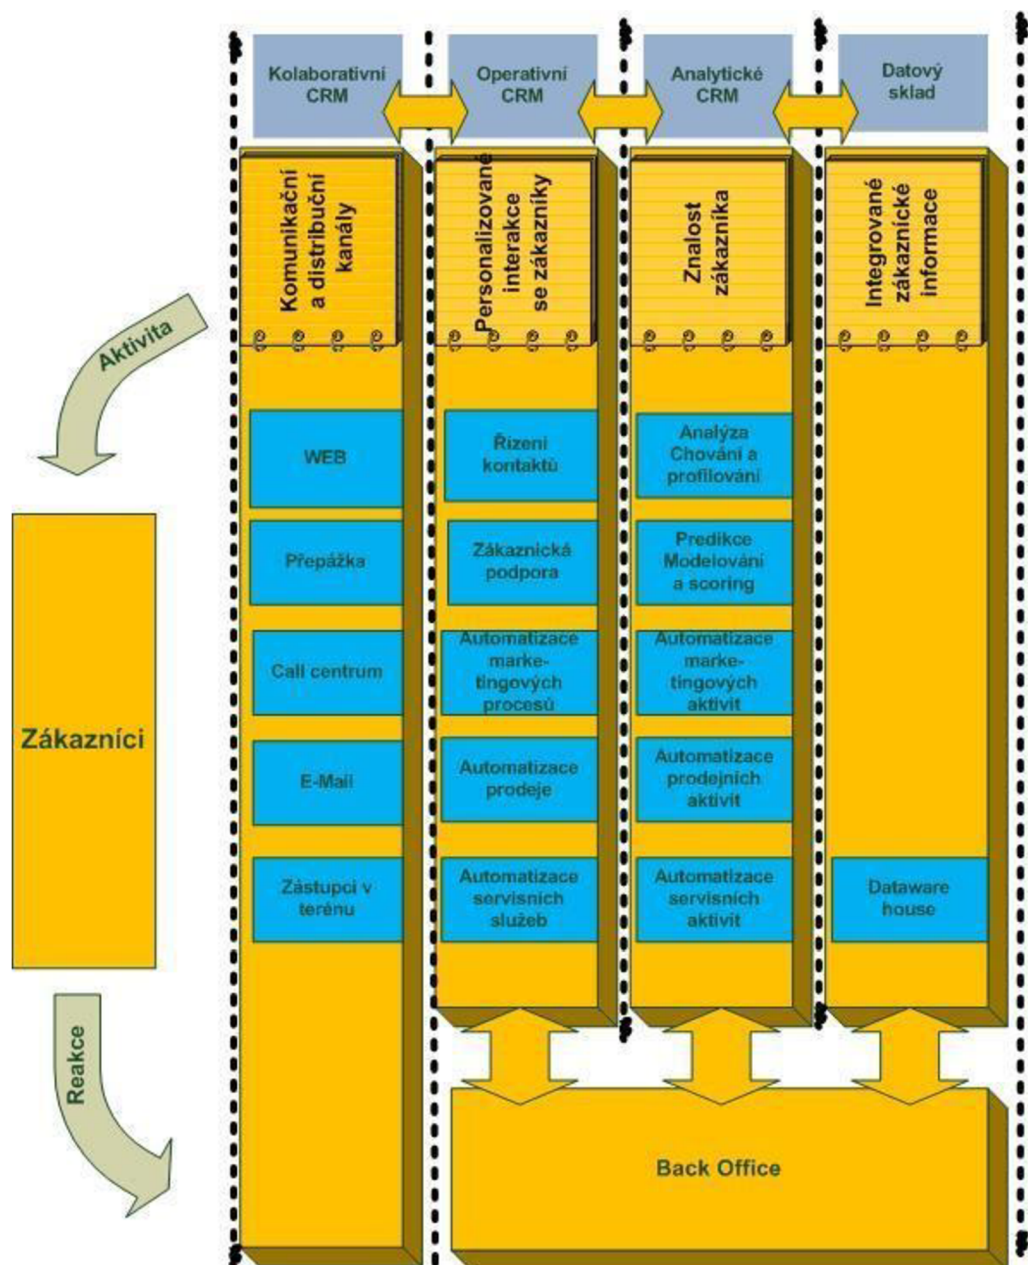 Kolaborativní
CRM
Operativní
CRM
Analytické
CRM
Datový
sklad
Komunikační
a distribuční
kanály
Personalizované
interakce
se zákazníky
Znalost
zákazníka
Integrované
zákaznické
informace
Aktivita
WEB
Řízení
kontaktů
Analýza
Chování a
profilování
Přepážka
Zákaznická
podpora
Predikce
Modelování
a scoring
Call centrum
Automatizace
marke-
tingových
procesů
Automatizace
marke-
tingových
aktivit
Zákazníci
E-Mail
Automatizace
prodeje
Automatizace
prodejních
aktivit
Zástupci v
terénu
Automatizace
servisních
služeb
Automatizace
servisních
aktivit
Dataware
house
Reakce
Back Office